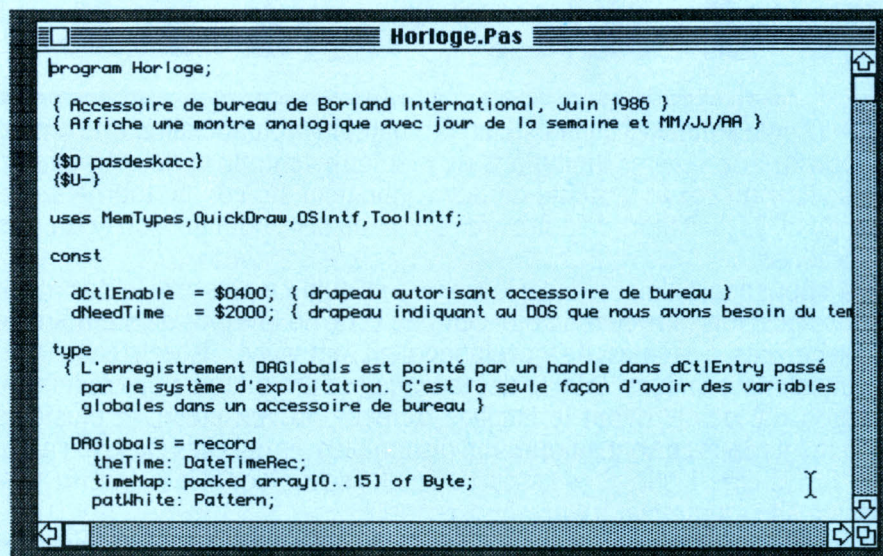 Horloge.Pas
program Horloge;
{ Accessoire de bureau de Borland International, Juin 1986 }
{ Affiche une montre analogique avec jour de la semaine et MM/JJ/AA }
{$D pasdeskacc}
{$U-}
uses MemTypes,QuickDraw,OSIntf,ToolIntf;
const
dCtlEnable = $0400; { drapeau autorisant accessoire de bureau }
dNeedTime = $2000; { drapeau indiquant au DOS que nous avons besoin du tem
type
{ L'enregistrement DAGlobals est pointé par un handle dans dCtlEntry passé
par le système d'exploitation. C'est la seule façon d'avoir des variables
globales dans un accessoire de bureau }
DAGlobals = record
theTime: DateTimeRec;
timeMap: packed array[0..15] of Byte;
patWhite: Pattern;